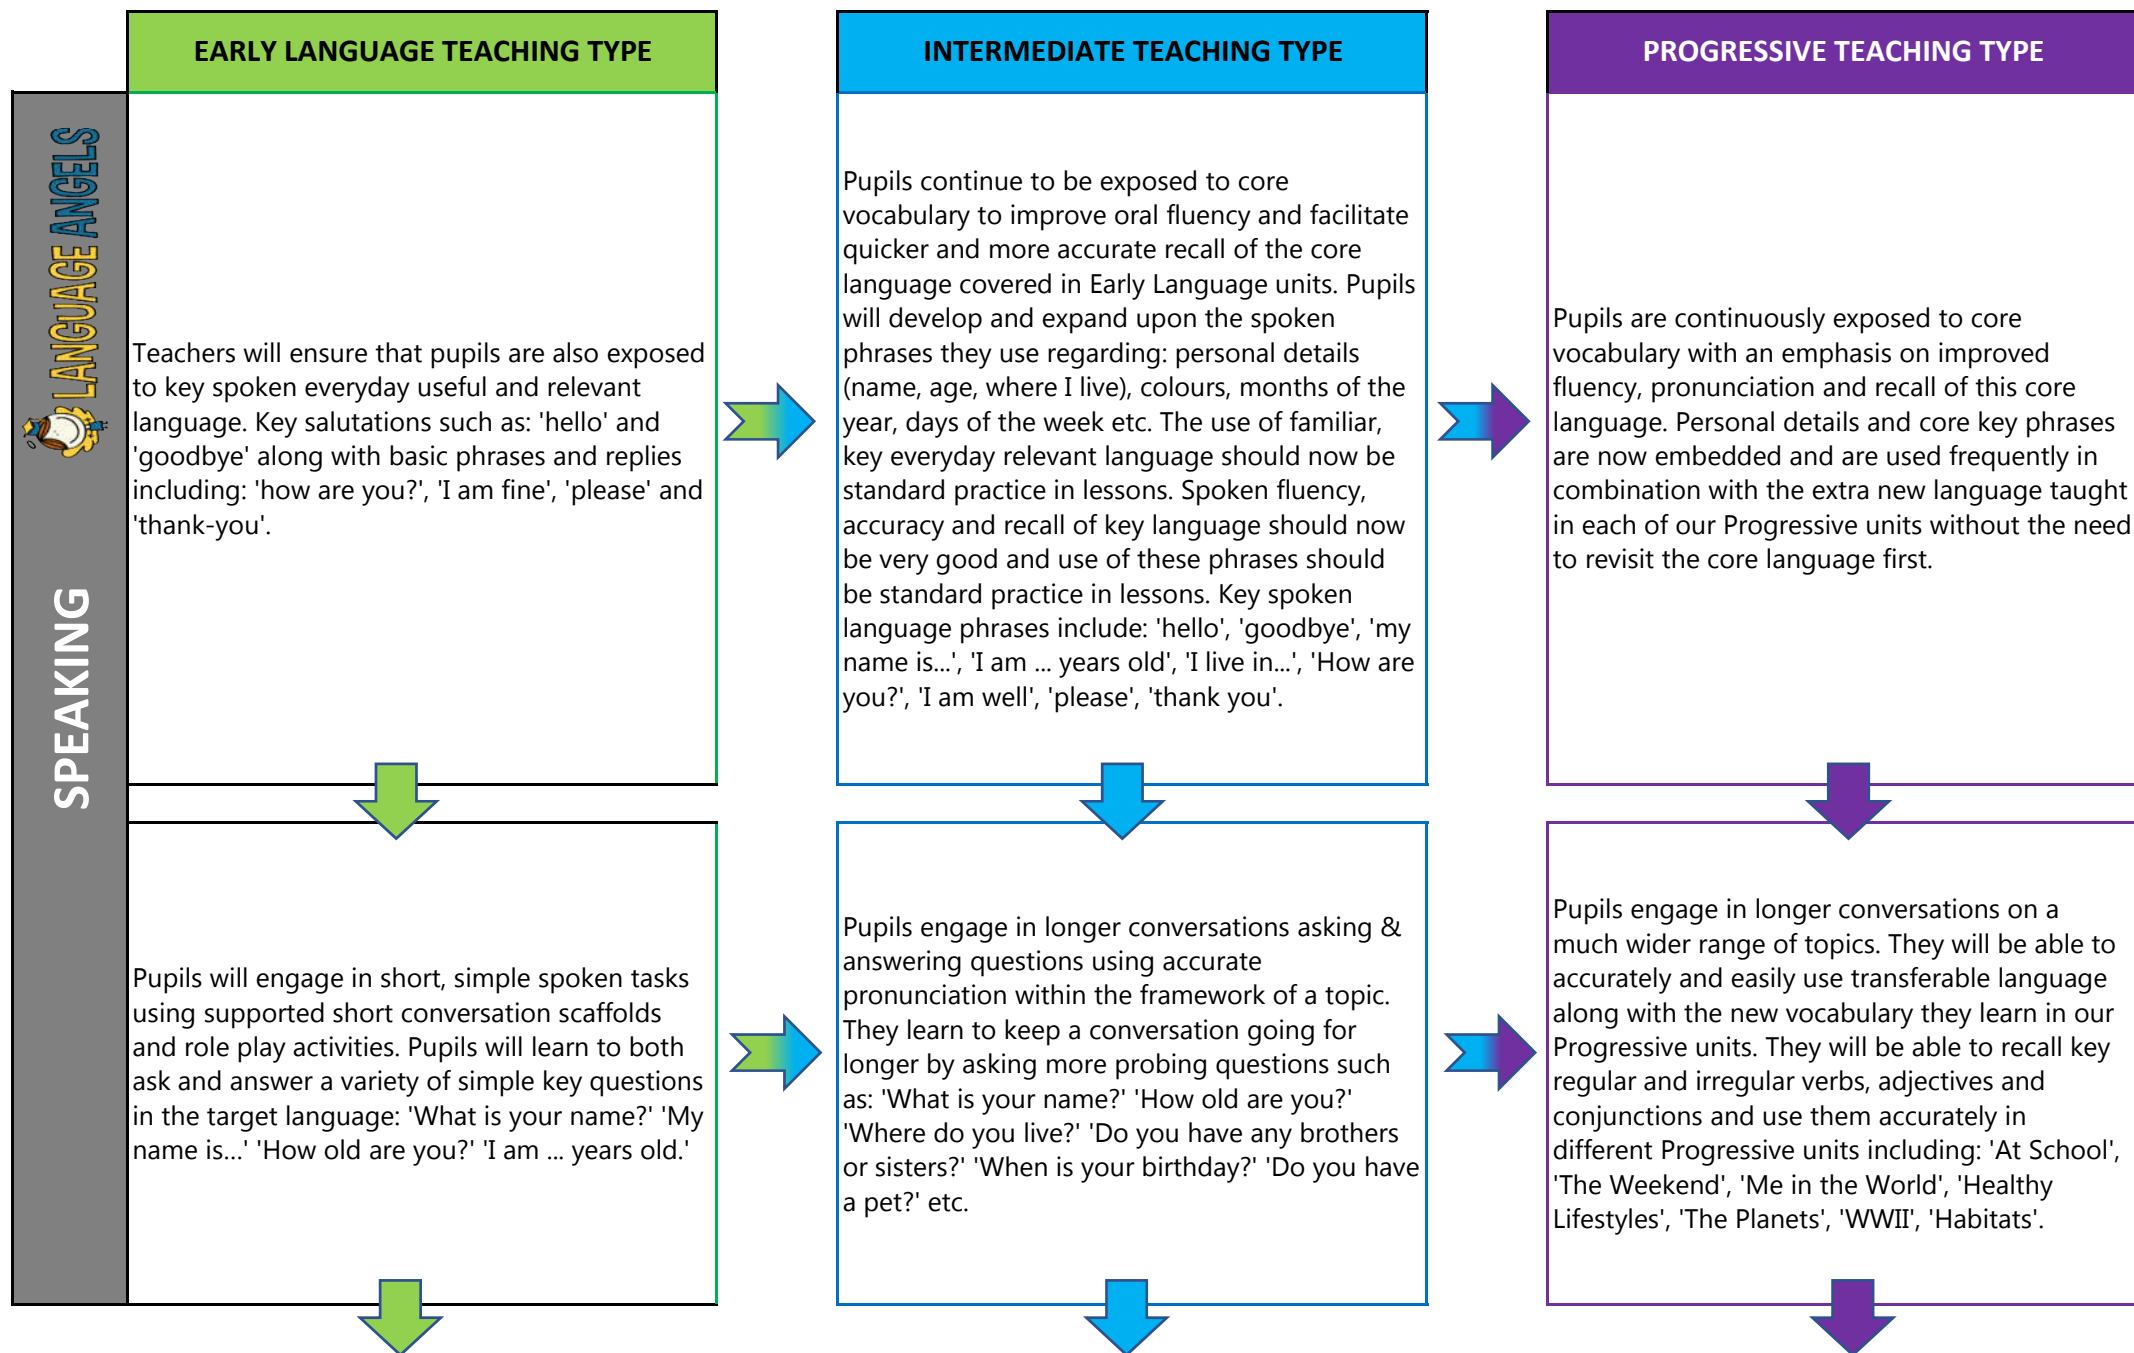 EARLY LANGUAGE TEACHING TYPE
INTERMEDIATE TEACHING TYPE
PROGRESSIVE TEACHING TYPE
LANGUAGE ANGELS
SPEAKING
Teachers will ensure that pupils are also exposed
to key spoken everyday useful and relevant
language. Key salutations such as: 'hello' and
'goodbye' along with basic phrases and replies
including: 'how are you?', 'I am fine', 'please' and
'thank-you'.
Pupils continue to be exposed to core
vocabulary to improve oral fluency and facilitate
quicker and more accurate recall of the core
language covered in Early Language units. Pupils
will develop and expand upon the spoken
phrases they use regarding: personal details
(name, age, where I live), colours, months of the
year, days of the week etc. The use of familiar,
key everyday relevant language should now be
standard practice in lessons. Spoken fluency,
accuracy and recall of key language should now
be very good and use of these phrases should
be standard practice in lessons. Key spoken
language phrases include: 'hello', 'goodbye', 'my
name is...', 'I am ... years old', 'I live in...', 'How are
you?', 'I am well', 'please', 'thank you'.
Pupils are continuously exposed to core
vocabulary with an emphasis on improved
fluency, pronunciation and recall of this core
language. Personal details and core key phrases
are now embedded and are used frequently in
combination with the extra new language taught
in each of our Progressive units without the need
to revisit the core language first.
Pupils will engage in short, simple spoken tasks
using supported short conversation scaffolds
and role play activities. Pupils will learn to both
ask and answer a variety of simple key questions
in the target language: 'What is your name?' 'My
name is...' 'How old are you?' 'I am ... years old.'
Pupils engage in longer conversations asking &
answering questions using accurate
pronunciation within the framework of a topic.
They learn to keep a conversation going for
longer by asking more probing questions such
as: 'What is your name?' 'How old are you?'
'Where do you live?' 'Do you have any brothers
or sisters?' 'When is your birthday?' 'Do you have
a pet?' etc.
Pupils engage in longer conversations on a
much wider range of topics. They will be able to
accurately and easily use transferable language
along with the new vocabulary they learn in our
Progressive units. They will be able to recall key
regular and irregular verbs, adjectives and
conjunctions and use them accurately in
different Progressive units including: 'At School',
'The Weekend', 'Me in the World', 'Healthy
Lifestyles', 'The Planets', 'WWII', 'Habitats'.